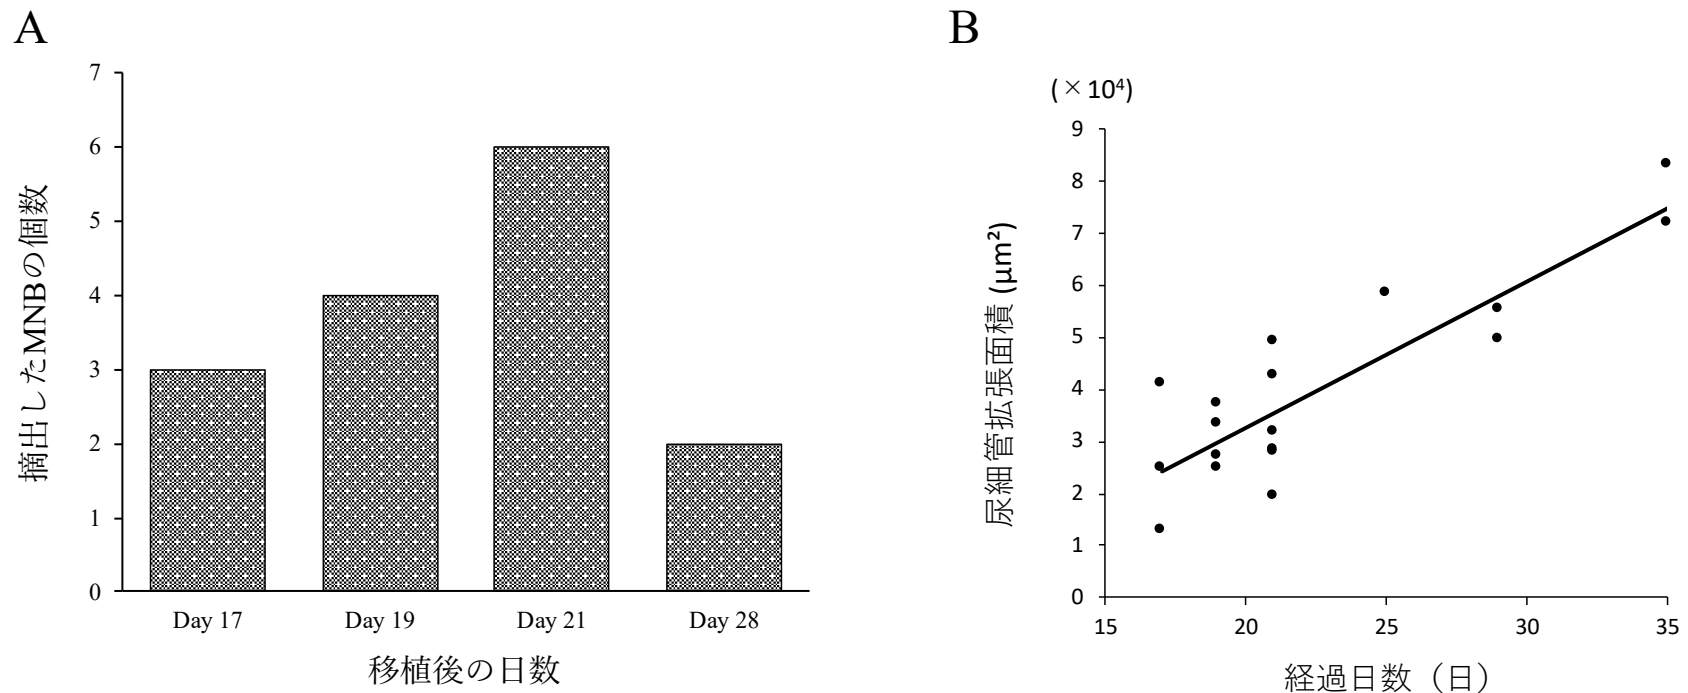 A
7
6
5
4
3
2
1
0
摘出したMNBの個数
Day 17
Day 19
Day 21
Day 28
移植後の日数
B
(×10⁴)
9
8
7
6
5
4
3
2
1
0
尿細管拡張面積 (μm²)
15
20
25
30
35
経過日数（日）